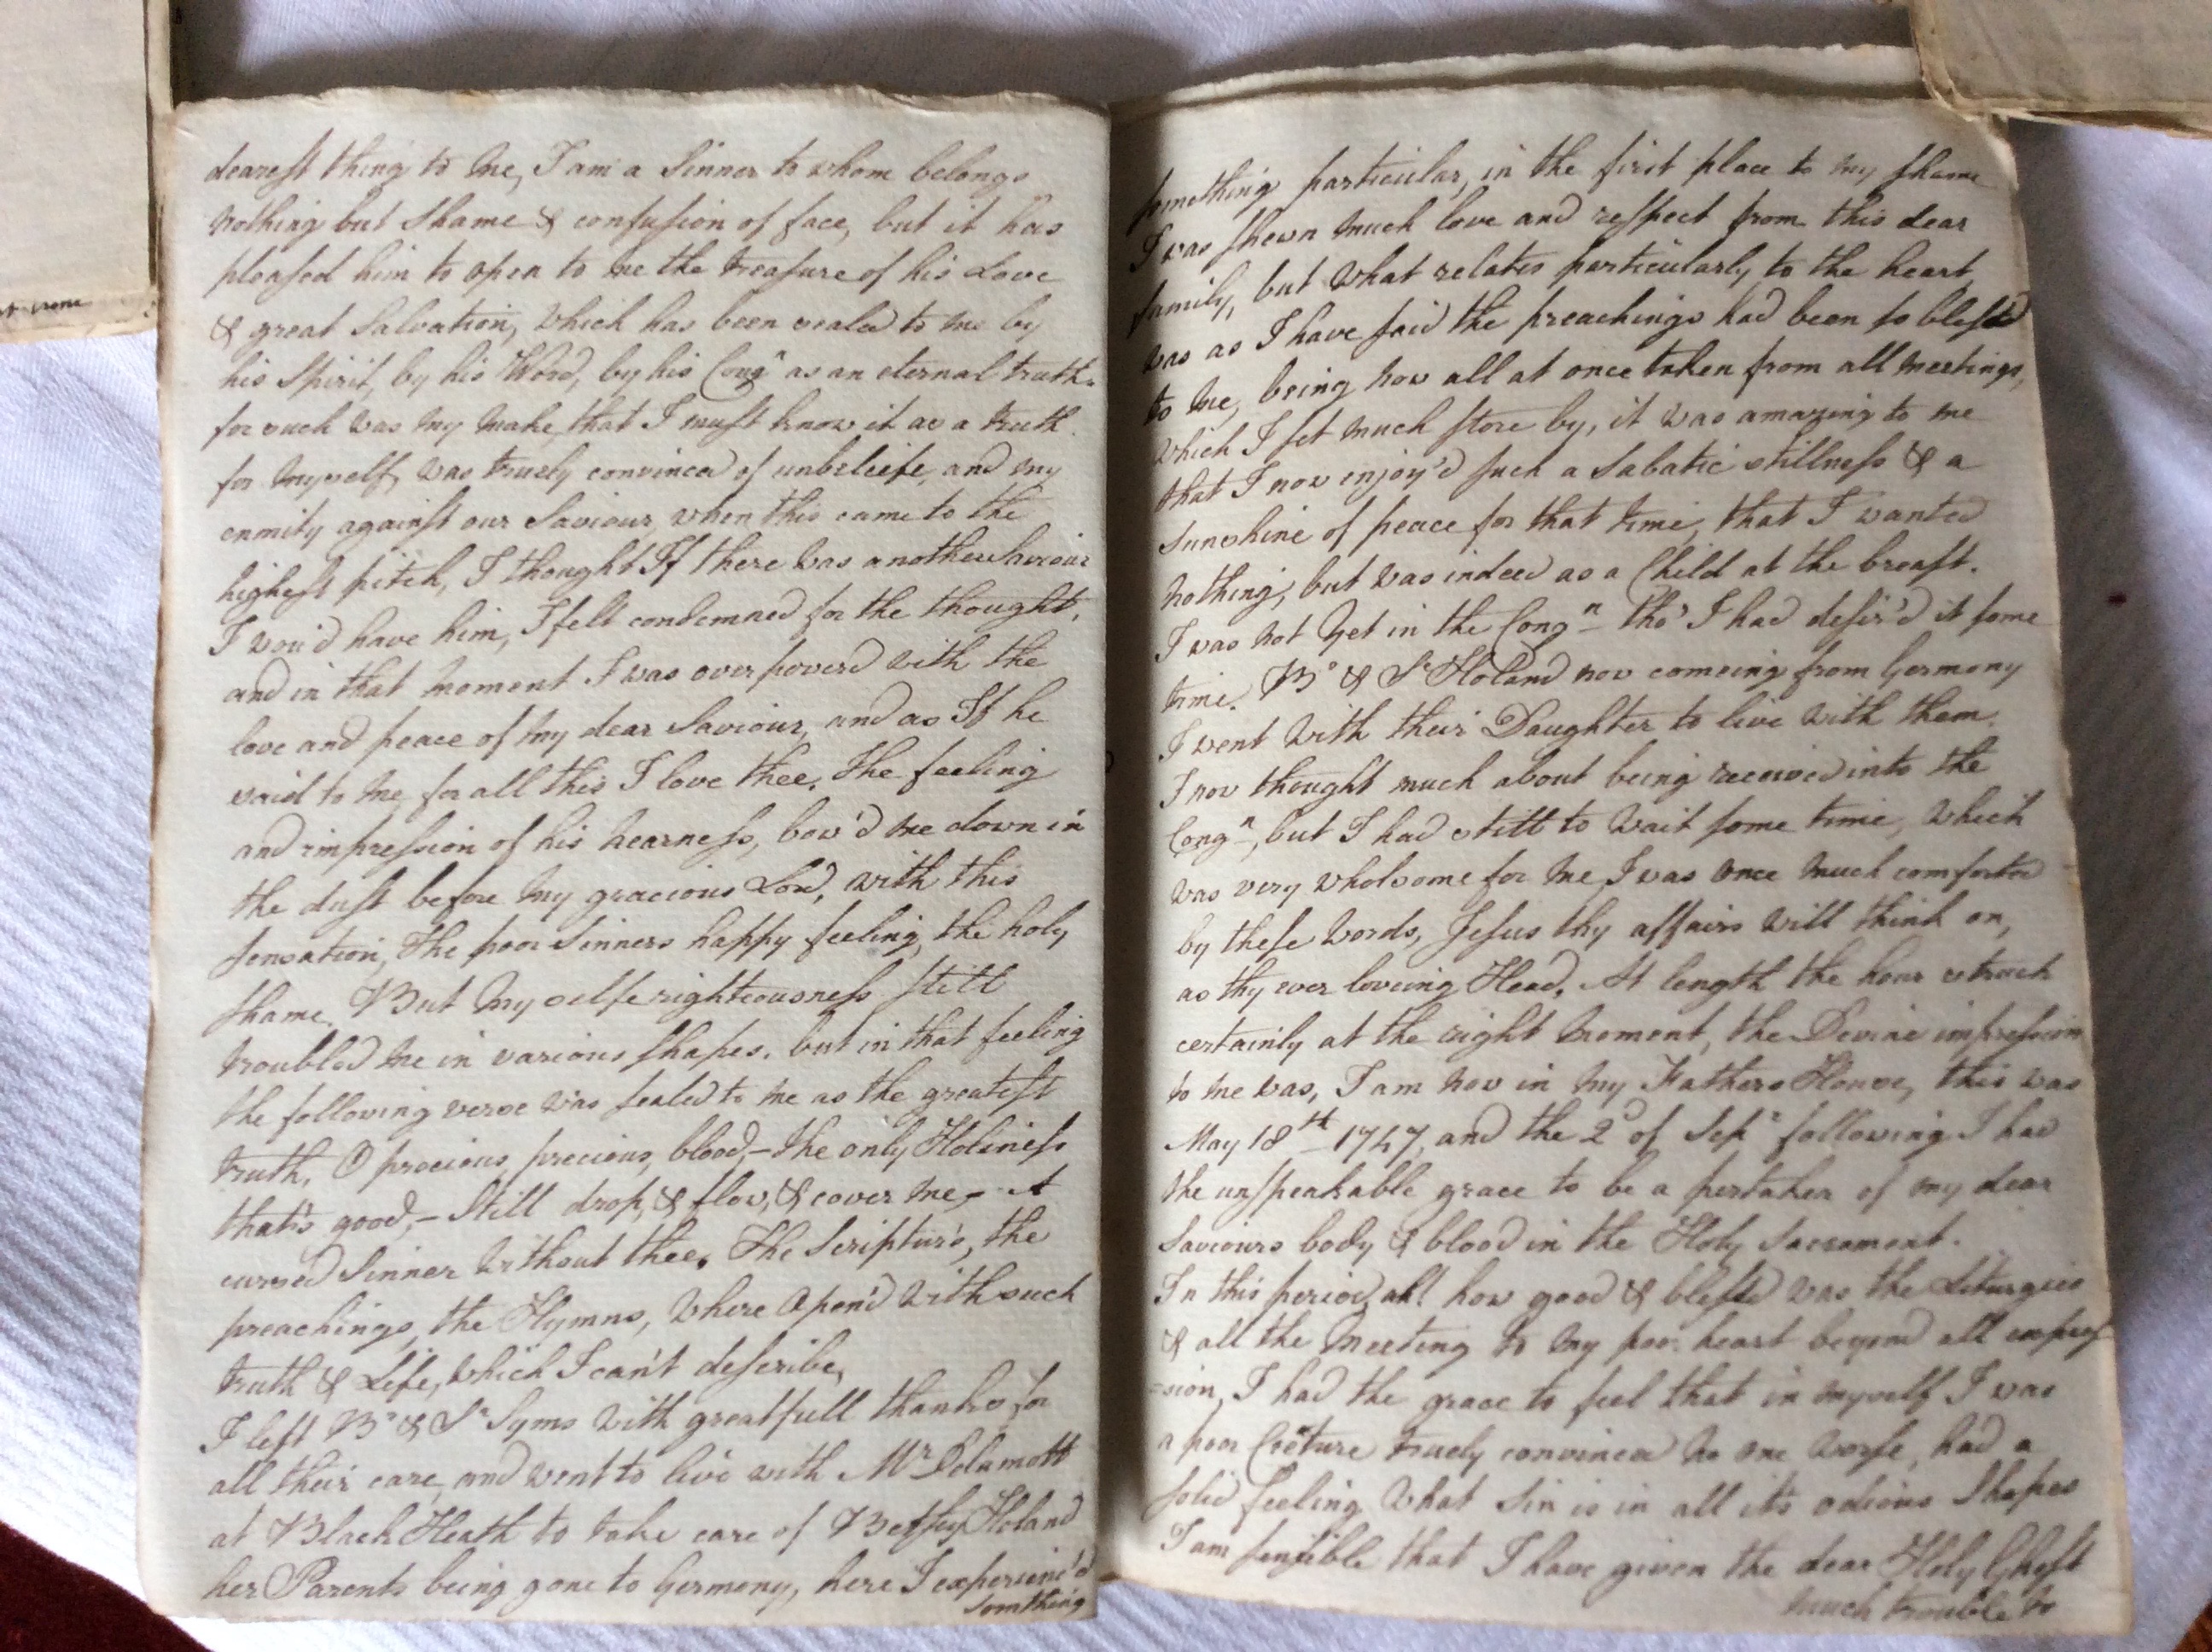 dearest thing to me, I am a Sinner to whom belongs
nothing but shame & confusion of face, but it has
pleased him to open to me the treasure of his Love
& great Salvation, which has been sealed to me by
his Spirit, by his Word, by his Congn as an eternal truth.
for such was my make that I must know it as a truth
for myself, was truely convinced of unbeleife, and my
enmity against our Saviour, when this came to the
highest pitch, I thought If there was another Saviour
I wou'd have him, I felt condemned for the thought,
and in that moment I was overpowerd with the
love and peace of my dear Saviour, and as If he
said to me for all this I love thee. The feeling
and impression of his nearness, bow'd me down in
the dust before my gracious Lord, with this
sensation, The poor Sinners happy feeling, the holy
shame. But my selferighteousness still
troubled me in various shapes. but in that feeling
the following verse was sealed to me as the greatest
truth. O precious, precious, blood,– the only Holiness
that's good,– Still drop, & flow, & cover me,– A
cursed Sinner without thee. The Scripture's, the
preachings, the Hymns, where Open'd with such
truth & Life, which I can't describe,
I left Br & Sr Syms with greatfull thanks for
all their care, and went to live with Mr Delamott
at Black Heath to take care of Betsy Holand
her Parents being gone to Germony, here I experienc'd
somthing
something particular, in the first place to my shame
I was shewn much love and respect from this dear
family, but what relates particularly to the heart
was as I have said the preachings had been so blest
to me, being now all at once taken from all meetings,
which I set much store by, it was amazing to me
that I now enjoy'd such a Sabatic stillness & a
sunshine of peace for that time, that I wanted
nothing, but was indeed as a Child at the breast.
I was not yet in the Congn tho' I had desir'd it some
time. Br & Sr Holand now comeing from Germony
I went with their Daughter to live with them.
I now thought much about being received into the
Congn, but I had still to wait some time, which
was very wholsome for me I was once much comforted
by these words, Jesus thy affairs will think on,
as thy ever loveing Head. At length the hour struck
certainly at the right moment, the Devine impression
to me was, I am now in my Fathers House, this was
May 18th 1747, and the 2d of Sepr following I had
the unspeakable grace to be a pertaker of my dear
Saviours body & blood in the Holy Sacrament.
In this period, ah! how good & blest was the Liturgies
& all the meeting to my poor heart beyond all expres
=sion, I had the grace to feel that in myself I was
a poor Creture truely convinced no one worse, had a
solid feeling what sin is in all it's odious Shapes
I am sensible that I have given the dear Holy Ghost
much trouble to